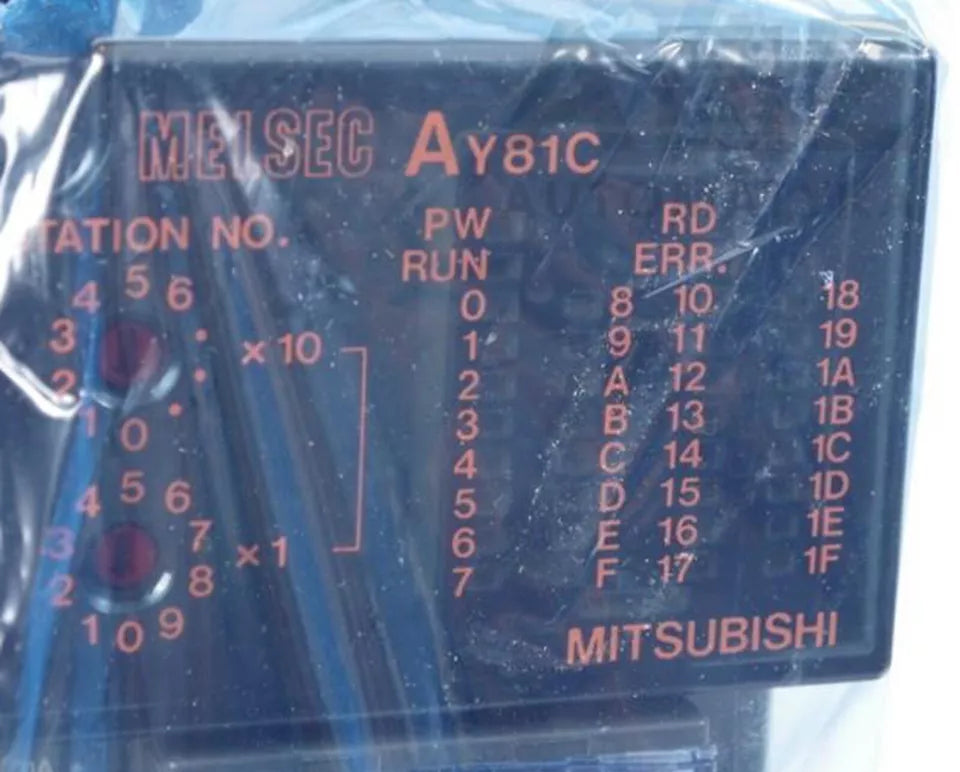 MELSEC AY81C
TATION NO. PW RD
RUN ERR.
4 5 6 0 8 10 18
3 x10 1 9 11 19
2 2 A 12 1A
1 0 3 B 13 1B
4 C 14 1C
4 5 6 5 D 15 1D
3 7 x1 6 E 16 1E
2 8 7 F 17 1F
1 0 9
MITSUBISHI